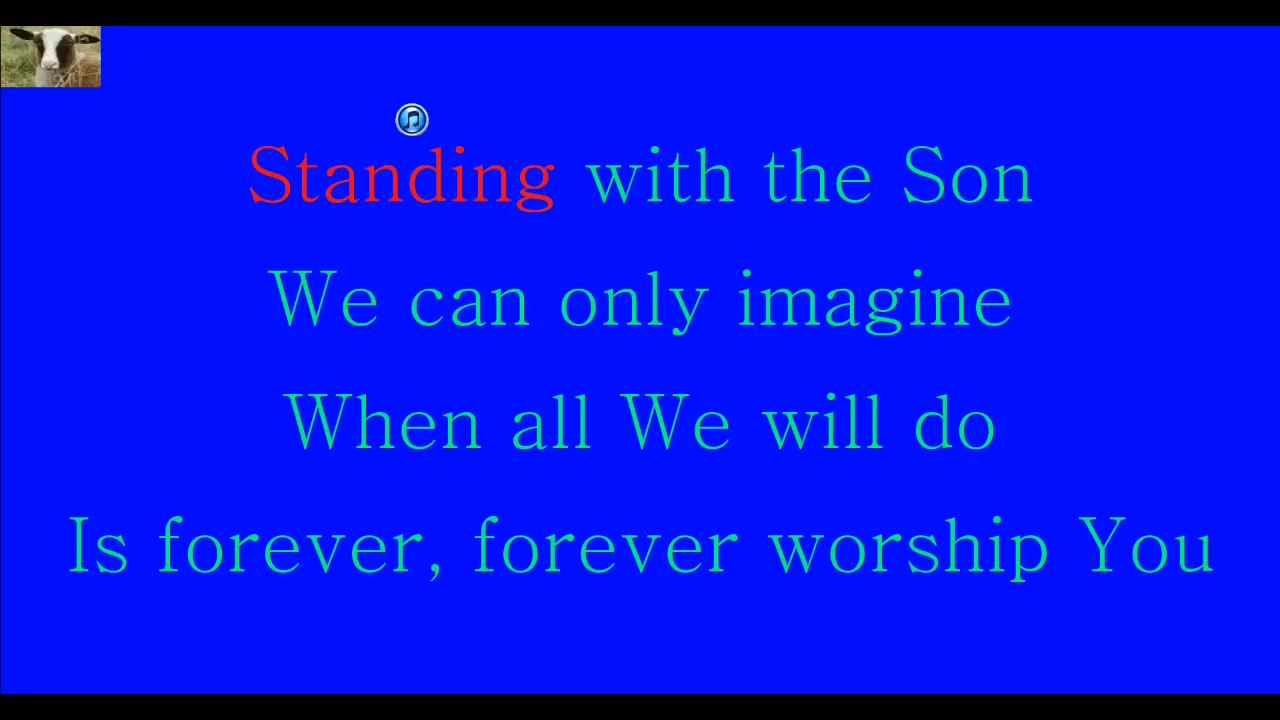 Standing with the Son
We can only imagine
When all We will do
Is forever, forever worship You